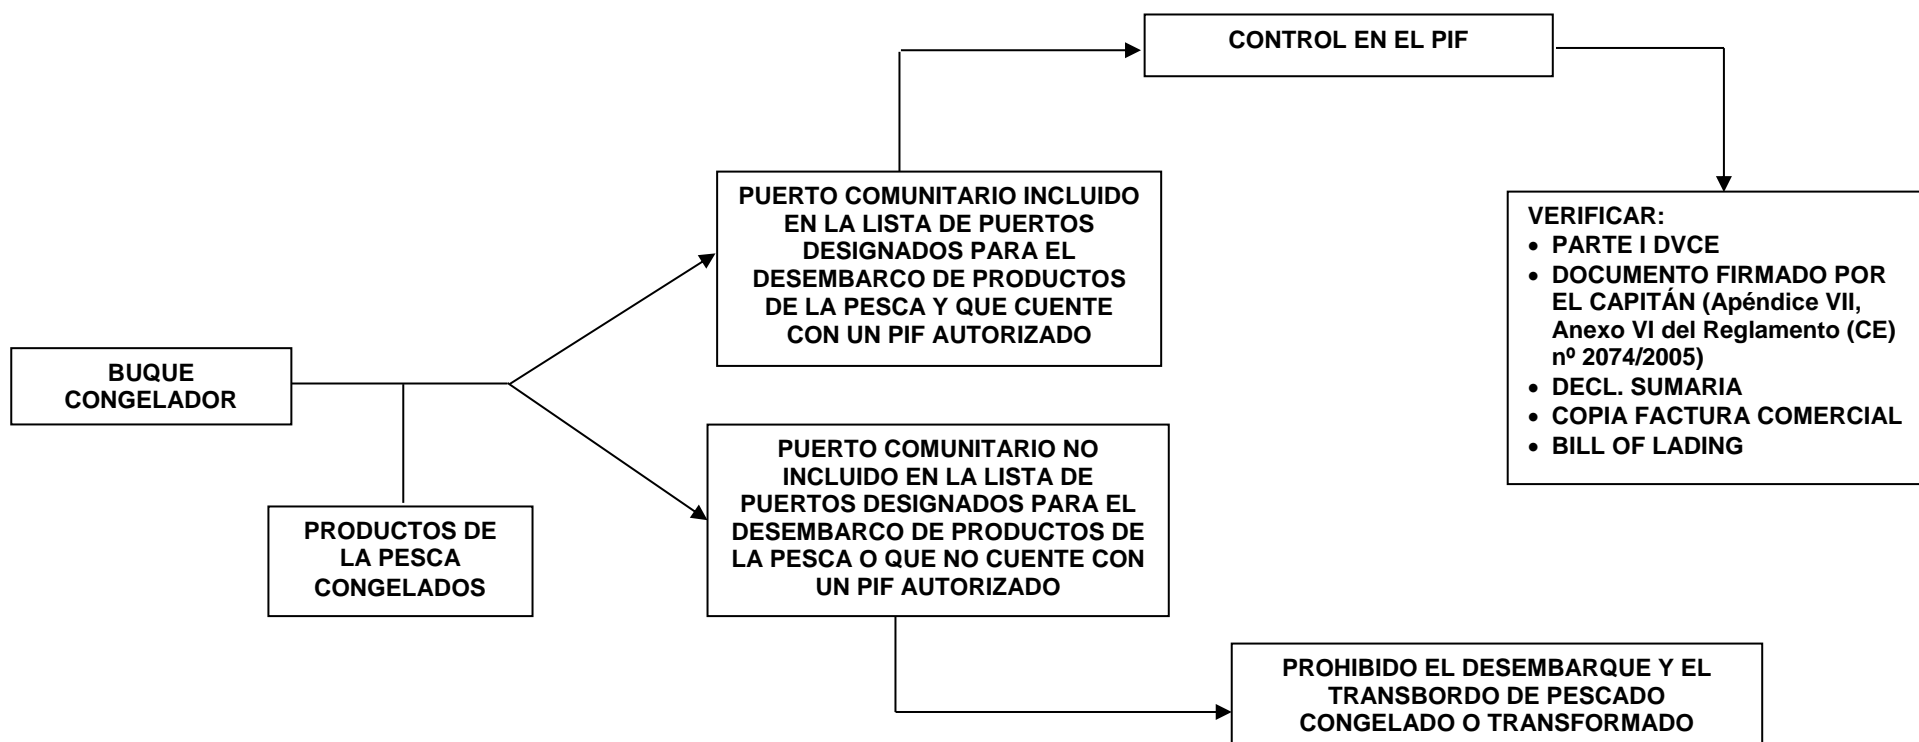 CONTROL EN EL PIF
PUERTO COMUNITARIO INCLUIDO
EN LA LISTA DE PUERTOS
DESIGNADOS PARA EL
DESEMBARCO DE PRODUCTOS
DE LA PESCA Y QUE CUENTE
CON UN PIF AUTORIZADO
VERIFICAR:
• PARTE I DVCE
• DOCUMENTO FIRMADO POR
EL CAPITÁN (Apéndice VII,
Anexo VI del Reglamento (CE)
nº 2074/2005)
• DECL. SUMARIA
• COPIA FACTURA COMERCIAL
• BILL OF LADING
BUQUE
CONGELADOR
PRODUCTOS DE
LA PESCA
CONGELADOS
PUERTO COMUNITARIO NO
INCLUIDO EN LA LISTA DE
PUERTOS DESIGNADOS PARA EL
DESEMBARCO DE PRODUCTOS DE
LA PESCA O QUE NO CUENTE CON
UN PIF AUTORIZADO
PROHIBIDO EL DESEMBARQUE Y EL
TRANSBORDO DE PESCADO
CONGELADO O TRANSFORMADO